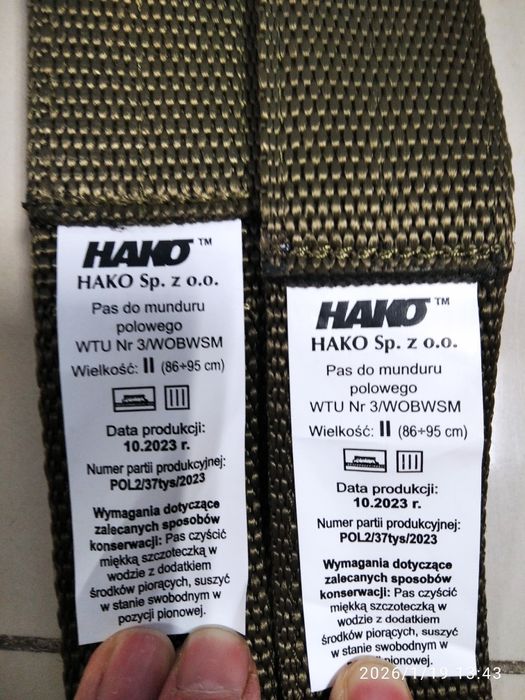 HAKO™
HAKO Sp. z o.o.
Pas do munduru
polowego
WTU Nr 3/WOBWSM
Wielkość: II (86÷95 cm)
Data produkcji:
10.2023 r.
Numer partii produkcyjnej:
POL2/37tys/2023
Wymagania dotyczące
zalecanych sposobów
konserwacji: Pas czyścić
miękką szczoteczką w
wodzie z dodatkiem
środków piorących, suszyć
w stanie swobodnym w
pozycji pionowej.
HAKO™
HAKO Sp. z o.o.
Pas do munduru
polowego
WTU Nr 3/WOBWSM
Wielkość: II (86÷95 cm)
Data produkcji:
10.2023 r.
Numer partii produkcyjnej:
POL2/37tys/2023
Wymagania dotyczące
zalecanych sposobów
konserwacji: Pas czyścić
miękką szczoteczką w
wodzie z dodatkiem
środków piorących, suszyć
w stanie swobodnym w
pionowej.
2026/1/19 13:43